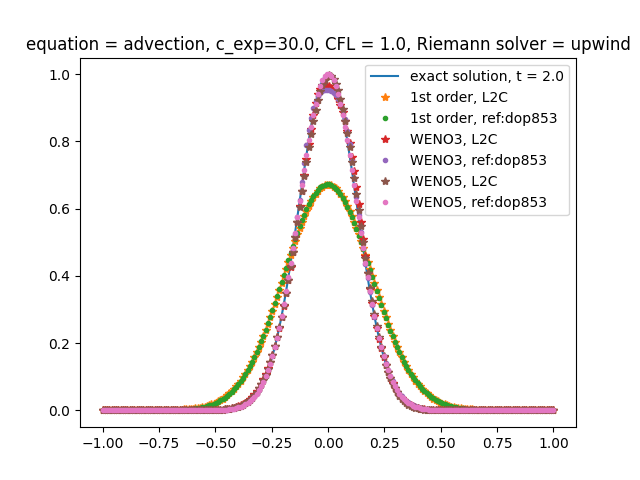 equation = advection, c_exp=30.0, CFL = 1.0, Riemann solver = upwind
exact solution, t = 2.0
1st order, L2C
1st order, ref:dop853
WENO3, L2C
WENO3, ref:dop853
WENO5, L2C
WENO5, ref:dop853
1.0
0.8
0.6
0.4
0.2
0.0
−1.00 −0.75 −0.50 −0.25 0.00 0.25 0.50 0.75 1.00